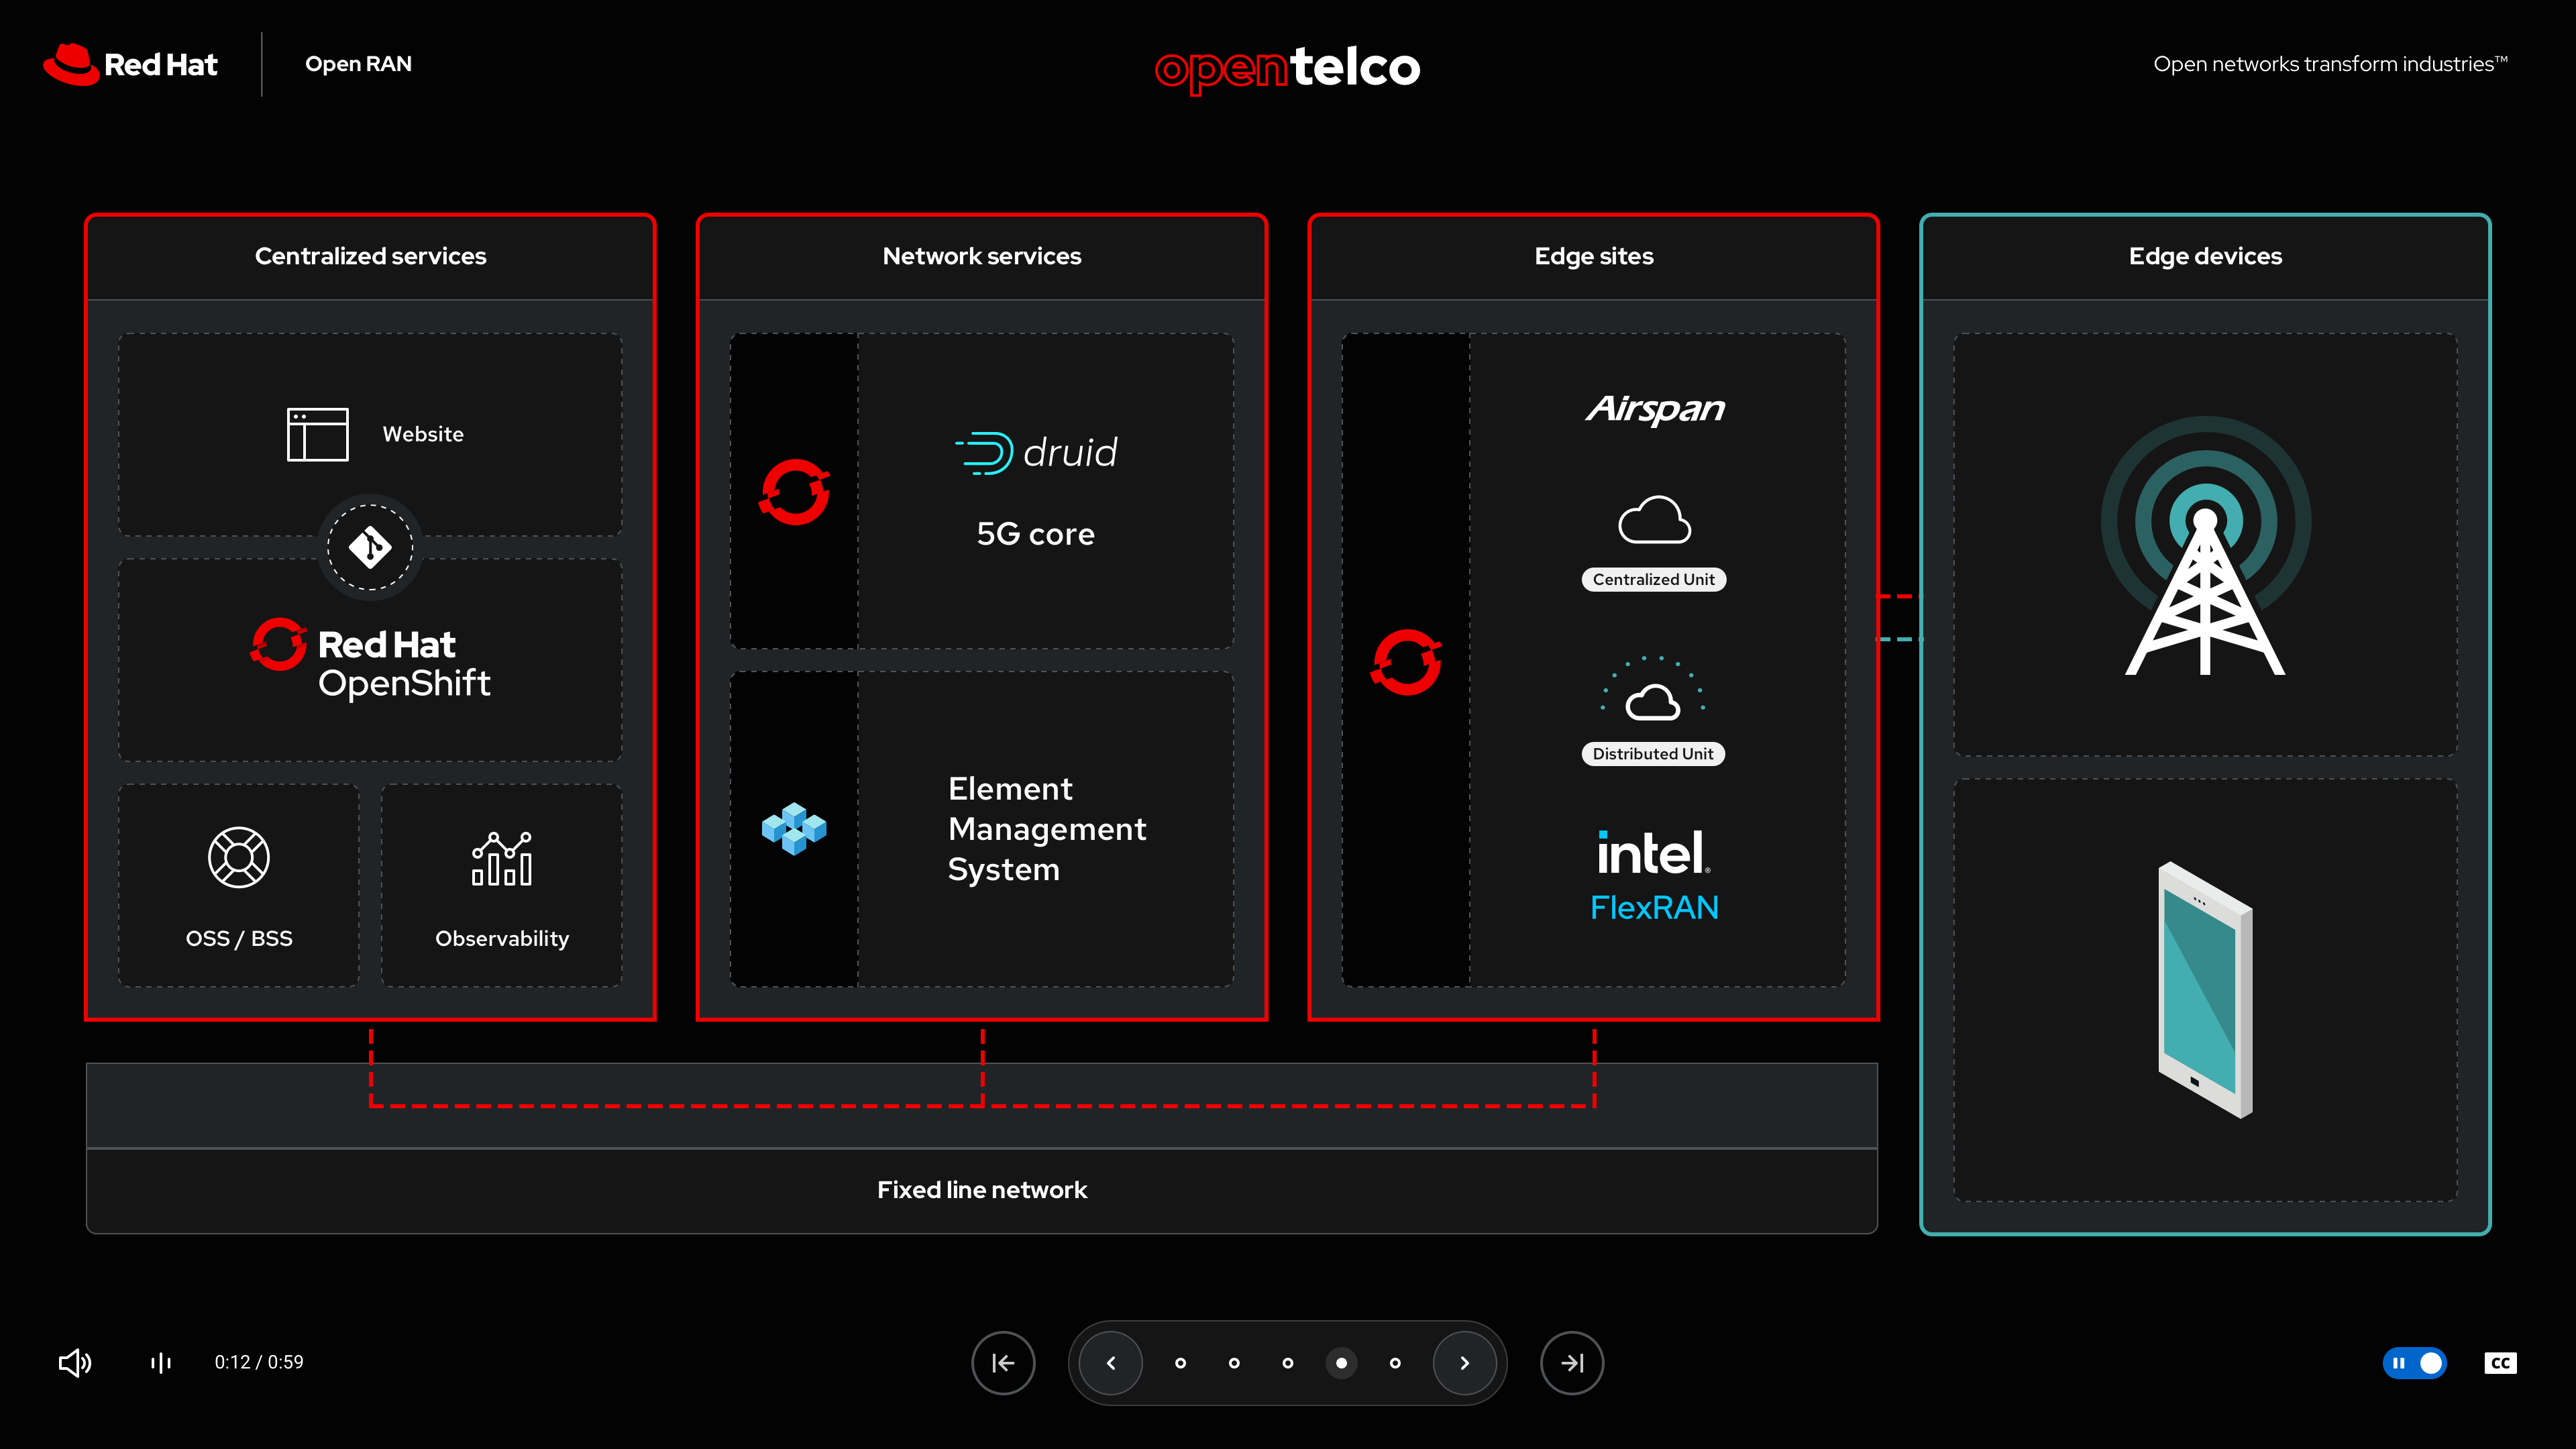 Red Hat
Open RAN
opentelco
Open networks transform industries™
Centralized services
Website
Red Hat
OpenShift
OSS / BSS
Observability
Network services
druid
5G core
Element
Management
System
Edge sites
Airspan
Centralized Unit
Distributed Unit
intel®
FlexRAN
Edge devices
Fixed line network
0:12 / 0:59
CC